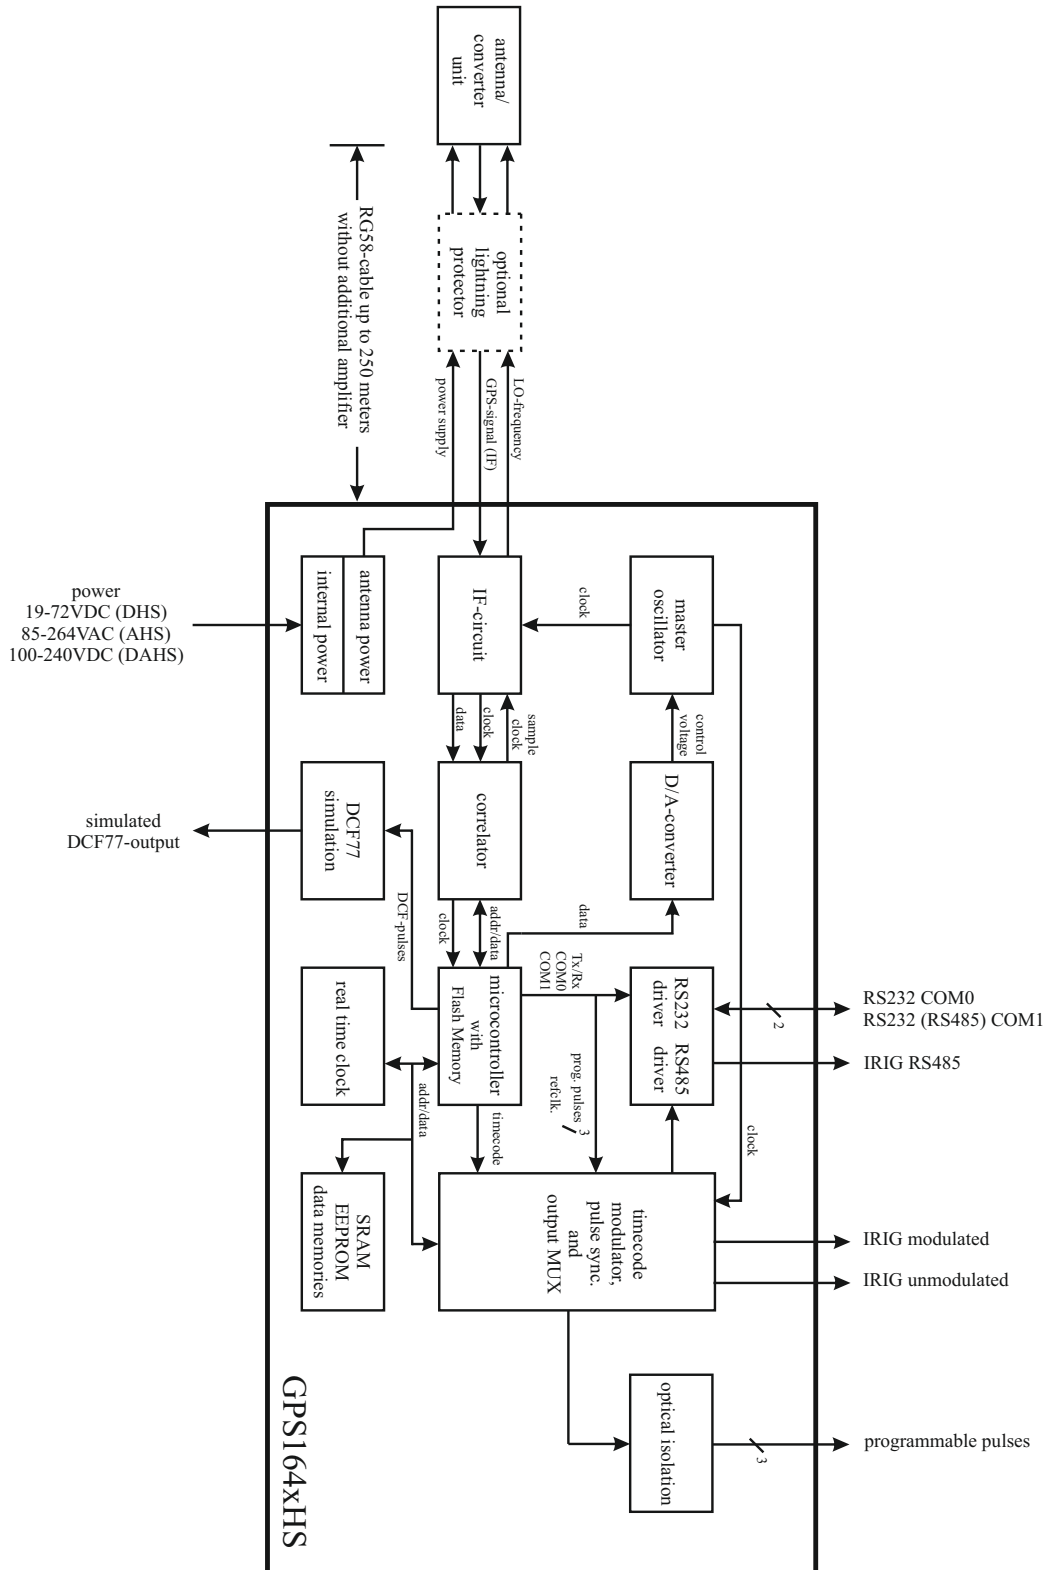 antenna/
converter
unit
RG58-cable up to 250 meters
without additional amplifier
optional
lightning
protector
power supply
GPS-signal (IF)
LO-frequency
power
19-72VDC (DHS)
85-264VAC (AHS)
100-240VDC (DAHS)
antenna power
internal power
IF-circuit
clock
master
oscillator
data
clock
sample
clock
control
voltage
simulated
DCF77-output
DCF77
simulation
correlator
D/A-converter
DCF-pulses
clock
addr/data
data
Tx/Rx
COM0
COM1
real time clock
microcontroller
with
Flash Memory
RS232
driver
RS485
driver
2
RS232 COM0
RS232 (RS485) COM1
IRIG RS485
addr/data
timecode
prog. pulses
refclk.
3
clock
SRAM
EEPROM
data memories
timecode
modulator,
pulse sync.
and
output MUX
IRIG modulated
IRIG unmodulated
optical isolation
3
programmable pulses
GPS164xHS